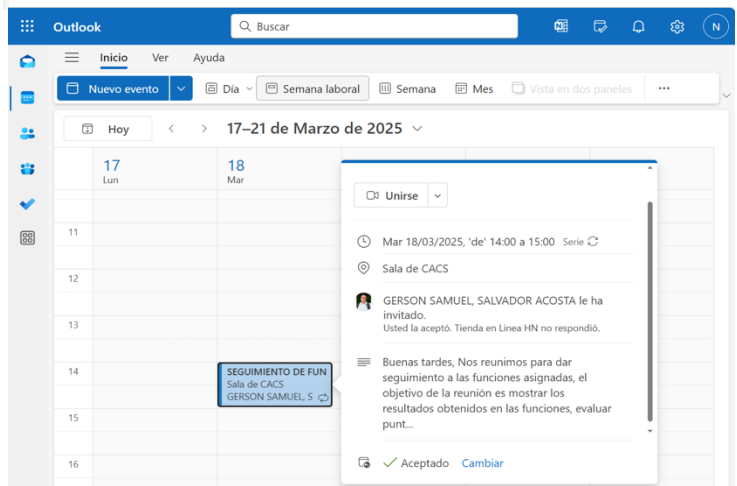 Outlook
Buscar
N
Inicio Ver Ayuda
Nuevo evento Día Semana laboral Semana Mes Vista en dos paneles ...
Hoy 17–21 de Marzo de 2025
17 18
Lun Mar
Unirse
11
Mar 18/03/2025, 'de' 14:00 a 15:00 Serie
Sala de CACS
12
GERSON SAMUEL, SALVADOR ACOSTA le ha
invitado.
Usted la aceptó. Tienda en Linea HN no respondió.
13
14
SEGUIMIENTO DE FUN
Sala de CACS
GERSON SAMUEL, S
Buenas tardes, Nos reunimos para dar
seguimiento a las funciones asignadas, el
objetivo de la reunión es mostrar los
resultados obtenidos en las funciones, evaluar
punt...
15
16
Aceptado Cambiar